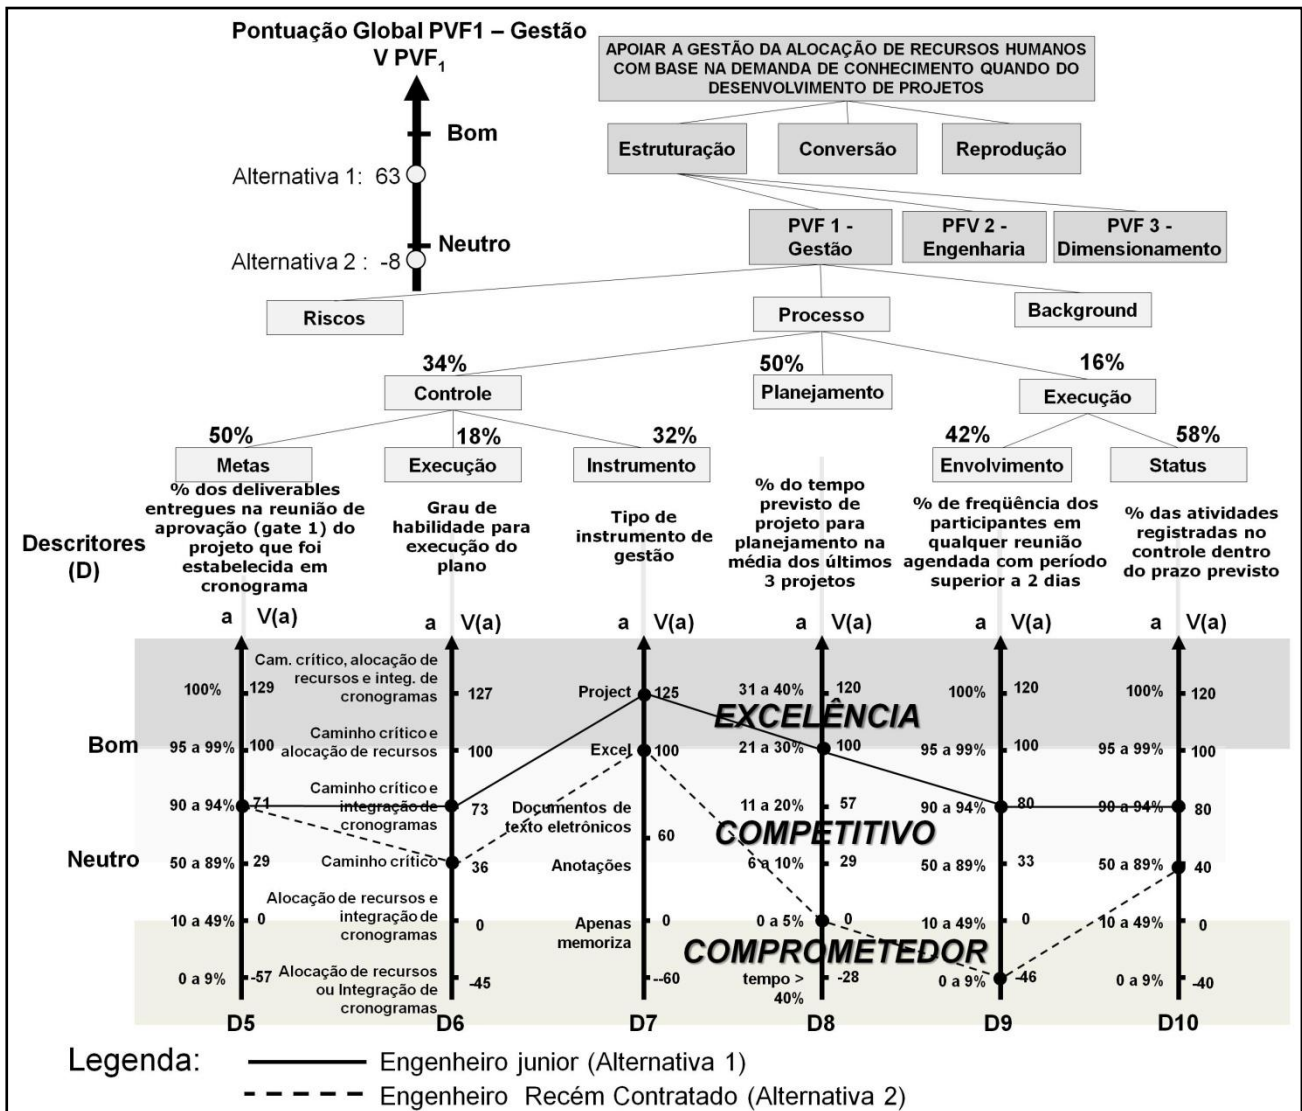 Pontuação Global PVF1 – Gestão
V PVF₁
Bom
Alternativa 1: 63
Neutro
Alternativa 2 : -8
APOIAR A GESTÃO DA ALOCAÇÃO DE RECURSOS HUMANOS
COM BASE NA DEMANDA DE CONHECIMENTO QUANDO DO
DESENVOLVIMENTO DE PROJETOS
Estruturação
Conversão
Reprodução
PVF 1 -
Gestão
PFV 2 -
Engenharia
PVF 3 -
Dimensionamento
Riscos
Processo
Background
34%
Controle
50%
Planejamento
16%
Execução
50%
Metas
18%
Execução
32%
Instrumento
42%
Envolvimento
58%
Status
Descritores
(D)
% dos deliverables
entregues na reunião de
aprovação (gate 1) do
projeto que foi
estabelecida em
cronograma
Grau de
habilidade para
execução do
plano
Tipo de
instrumento de
gestão
% do tempo
previsto de
projeto para
planejamento na
média dos últimos
3 projetos
% de freqüência dos
participantes em
qualquer reunião
agendada com período
superior a 2 dias
% das atividades
registradas no
controle dentro
do prazo previsto
Bom
Neutro
a V(a)
100% 129
95 a 99% 100
90 a 94% 71
50 a 89% 29
10 a 49% 0
0 a 9% -57
D5
a V(a)
Cam. crítico, alocação de
recursos e integ. de
cronogramas
127
Caminho crítico e
alocação de recursos
100
Caminho crítico e
integração de
cronogramas
73
Caminho crítico 36
Alocação de recursos e
integração de
cronogramas
0
Alocação de recursos
ou Integração de
cronogramas
-45
D6
a V(a)
Project 125
Excel 100
Documentos de
texto eletrônicos
60
Anotações
Apenas
memoriza
0
--60
D7
a V(a)
31 a 40% 120
21 a 30% 100
11 a 20% 57
6 a 10% 29
0 a 5% 0
tempo >
40%
-28
D8
a V(a)
100% 120
95 a 99% 100
90 a 94% 80
50 a 89% 33
10 a 49% 0
0 a 9% -46
D9
a V(a)
100% 120
95 a 99% 100
90 a 94% 80
50 a 89% 40
10 a 49% 0
0 a 9% -40
D10
EXCELÊNCIA
COMPETITIVO
COMPROMETEDOR
Legenda:
Engenheiro junior (Alternativa 1)
Engenheiro Recém Contratado (Alternativa 2)